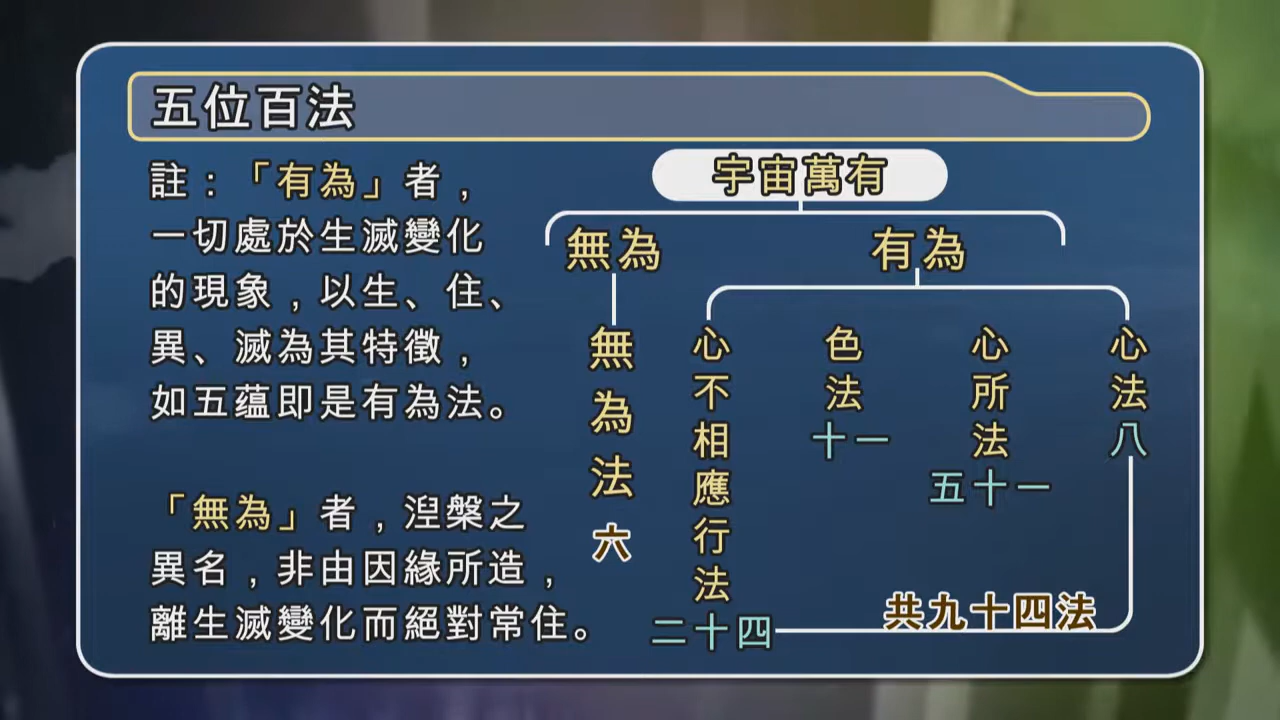 五位百法
註：「有為」者，
一切處於生滅變化
的現象，以生、住、
異、滅為其特徵，
如五蘊即是有為法。
「無為」者，涅槃之
異名，非由因緣所造，
離生滅變化而絕對常住。
宇宙萬有
無為
有為
無為法六
心不相應行法二十四
色法十一
心所法五十一
心法八
共九十四法